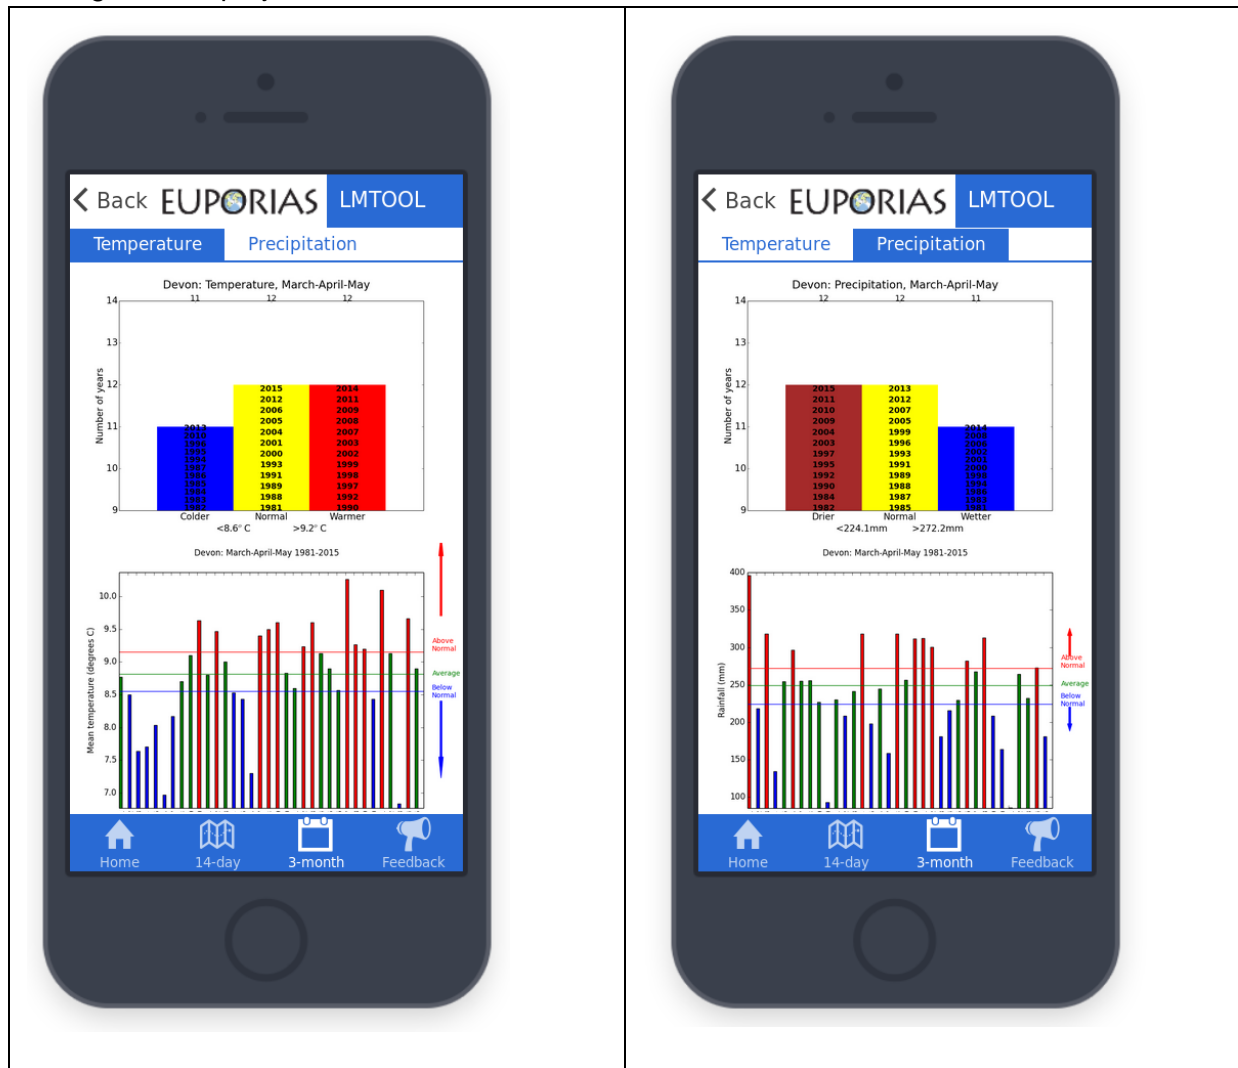 Back EUPORIAS LMTOOL
Temperature Precipitation
Devon: Temperature, March-April-May
11 12 12
14
13
12
11
10
9
Number of years
2015
2012
2006
2005
2004
2001
2000
1993
1991
1989
1988
1981
2014
2011
2009
2008
2007
2003
2002
1999
1998
1997
1992
1990
Colder Normal Warmer
<8.6°C >9.2°C
Devon: March-April-May 1981-2015
10.0
9.5
9.0
8.5
8.0
7.5
7.0
Mean temperature (degrees C)
Above
Normal
Average
Below
Normal
Home 14-day 3-month Feedback
Back EUPORIAS LMTOOL
Temperature Precipitation
Devon: Precipitation, March-April-May
12 12 11
14
13
12
11
10
9
Number of years
2015
2011
2010
2009
2004
2003
1997
1995
1992
1990
1984
1982
2013
2012
2007
2005
1999
1996
1993
1991
1989
1988
1987
1985
Drier Normal Wetter
<224.1mm >272.2mm
Devon: March-April-May 1981-2015
400
350
300
250
200
150
100
Rainfall (mm)
Above
Normal
Average
Below
Normal
Home 14-day 3-month Feedback